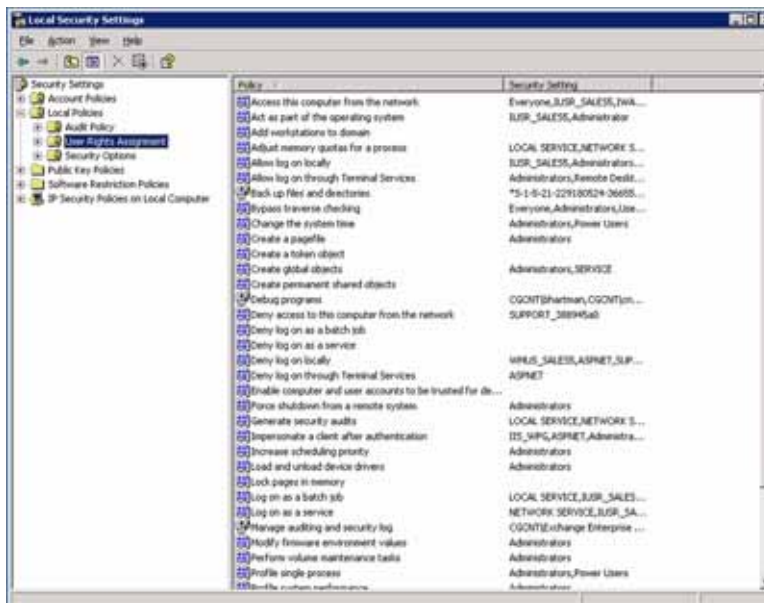 Local Security Settings
File Action View Help
Security Settings
Account Policies
Local Policies
Audit Policy
User Rights Assignment
Security Options
Public Key Policies
Software Restriction Policies
IP Security Policies on Local Computer
Policy Security Setting
Access this computer from the network Everyone,IUSR_SALES5,IWA...
Act as part of the operating system IUSR_SALES5,Administrator
Add workstations to domain
Adjust memory quotas for a process LOCAL SERVICE,NETWORK S...
Allow log on locally IUSR_SALES5,Administrators...
Allow log on through Terminal Services Administrators,Remote Deskt...
Back up files and directories
Bypass traverse checking Everyone,Administrators,Use...
Change the system time Administrators,Power Users
Create a pagefile Administrators
Create a token object
Create global objects Administrators,SERVICE
Create permanent shared objects
Debug programs
Deny access to this computer from the network SUPPORT_388945a0
Deny log on as a batch job
Deny log on as a service
Deny log on locally
Deny log on through Terminal Services ASPNET
Enable computer and user accounts to be trusted for de...
Force shutdown from a remote system Administrators
Generate security audits LOCAL SERVICE,NETWORK S...
Impersonate a client after authentication IIS_WPG,ASPNET,Administra...
Increase scheduling priority Administrators
Load and unload device drivers Administrators
Lock pages in memory
Log on as a batch job LOCAL SERVICE,IUSR_SALES...
Log on as a service NETWORK SERVICE,IUSR_SA...
Manage auditing and security log CGCNT\Exchange Enterprise ...
Modify firmware environment values Administrators
Perform volume maintenance tasks Administrators
Profile single process Administrators,Power Users
Profile system performance Administrators